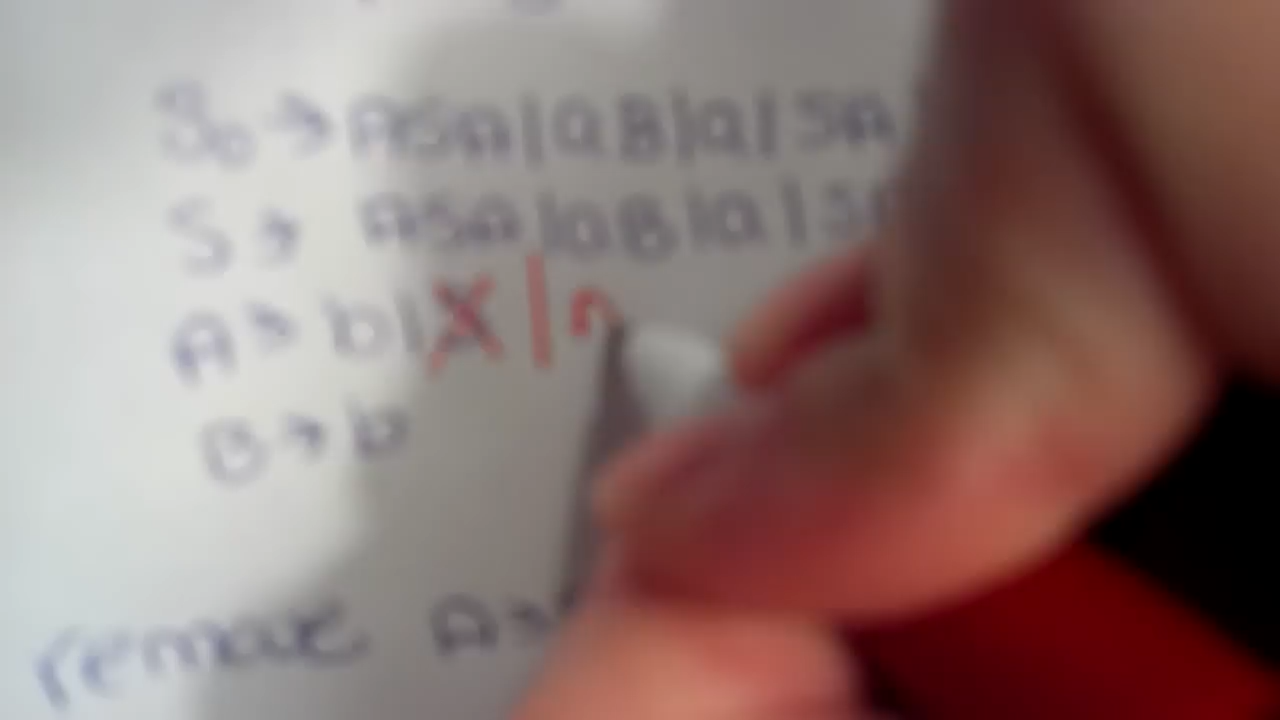 S₀ → ASA|aB|a|SA
S → ASA|aB|a|S
A → b|
B → b
remove A →